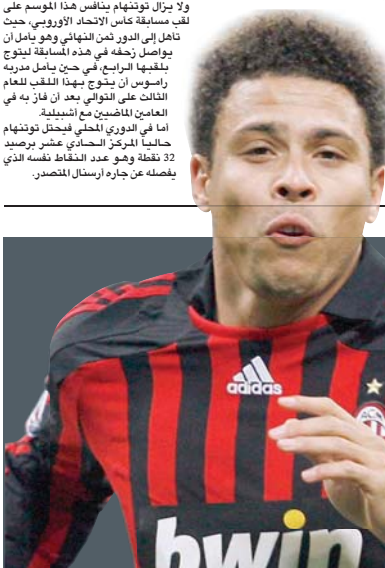 ولا يزال توتنهام ينافس هذا الموسم على
لقب مسابقة كأس الاتحاد الأوروبي، حيث
تأهل إلى الدور ثمن النهائي وهو يأمل أن
يواصل زحفه في هذه المسابقة ليتوج
بلقبها الرابع، في حين يأمل مدربه
راموس أن يتوج بهذا اللقب للعام
الثالث على التوالي بعد أن فاز به في
العامين الماضيين مع أشبيلية.
أما في الدوري المحلي فيحتل توتنهام
حاليا المركز الحادي عشر برصيد
32 نقطة وهو عدد النقاط نفسه الذي
يفصله عن جاره أرسنال المتصدر.
adidas
ACM
bwin